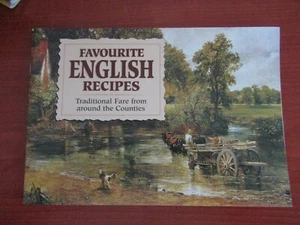 FAVOURITE
ENGLISH
RECIPES
Traditional Fare from
around the Counties